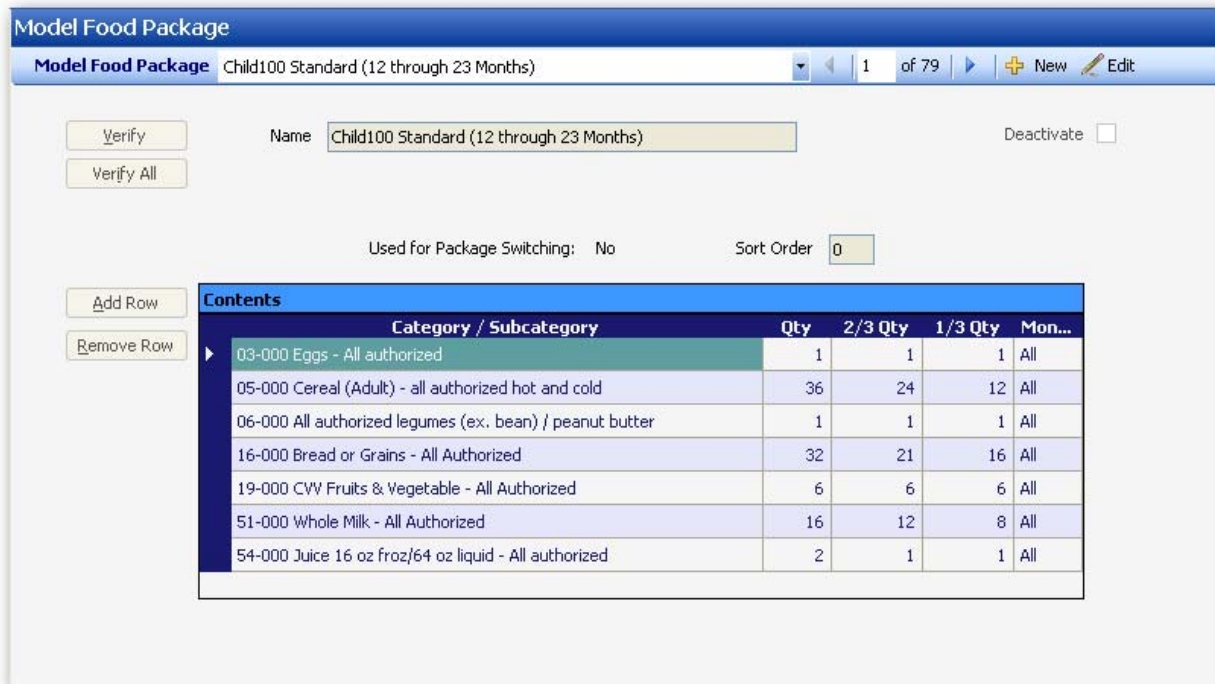 Model Food Package
Model Food Package Child100 Standard (12 through 23 Months) 1 of 79 New Edit
Verify Name Child100 Standard (12 through 23 Months) Deactivate
Verify All
Used for Package Switching: No Sort Order 0
Add Row Contents
Category / Subcategory Qty 2/3 Qty 1/3 Qty Mon...
Remove Row
03-000 Eggs - All authorized 1 1 1 All
05-000 Cereal (Adult) - all authorized hot and cold 36 24 12 All
06-000 All authorized legumes (ex. bean) / peanut butter 1 1 1 All
16-000 Bread or Grains - All Authorized 32 21 16 All
19-000 CVV Fruits & Vegetable - All Authorized 6 6 6 All
51-000 Whole Milk - All Authorized 16 12 8 All
54-000 Juice 16 oz froz/64 oz liquid - All authorized 2 1 1 All